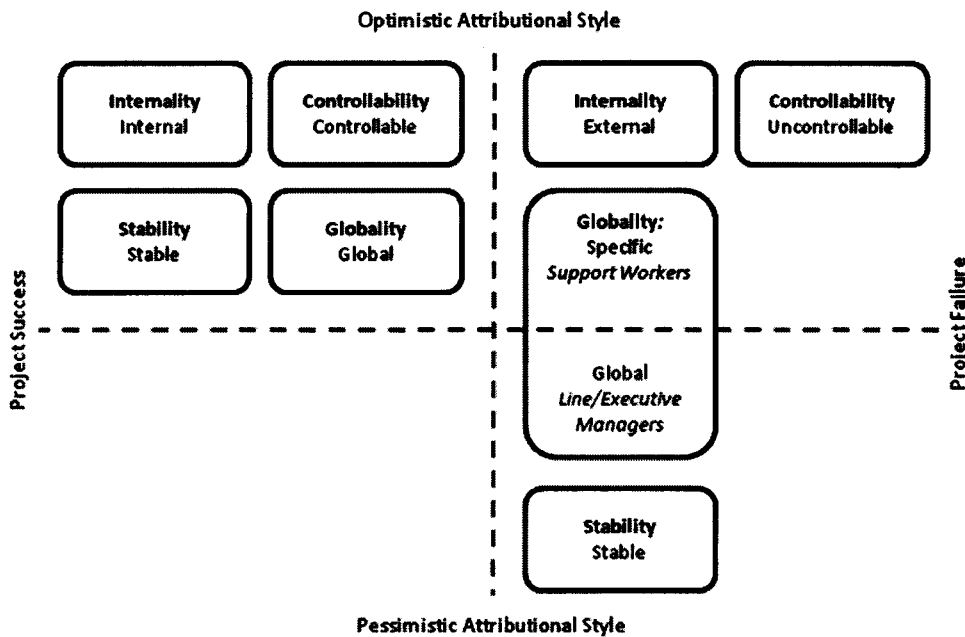 Optimistic Attributional Style
Internality
Internal
Controllability
Controllable
Internality
External
Controllability
Uncontrollable
Stability
Stable
Globality
Global
Globality:
Specific
Support Workers
Project Success
Project Failure
Global
Line/Executive
Managers
Stability
Stable
Pessimistic Attributional Style